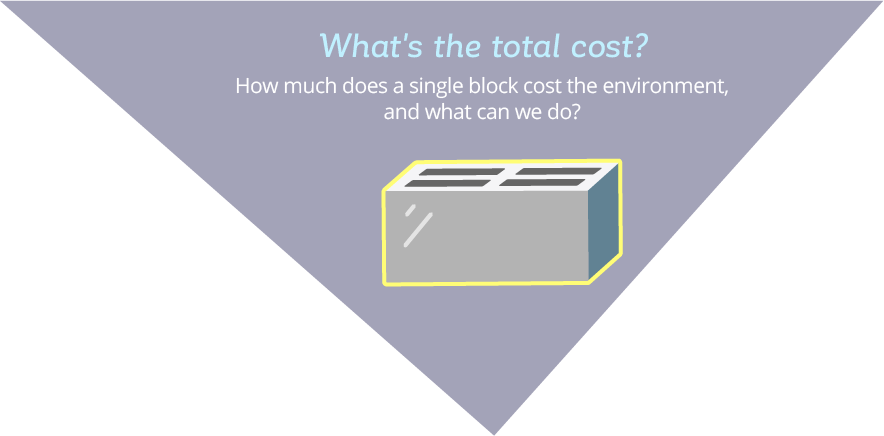 What's the total cost?
How much does a single block cost the environment,
and what can we do?